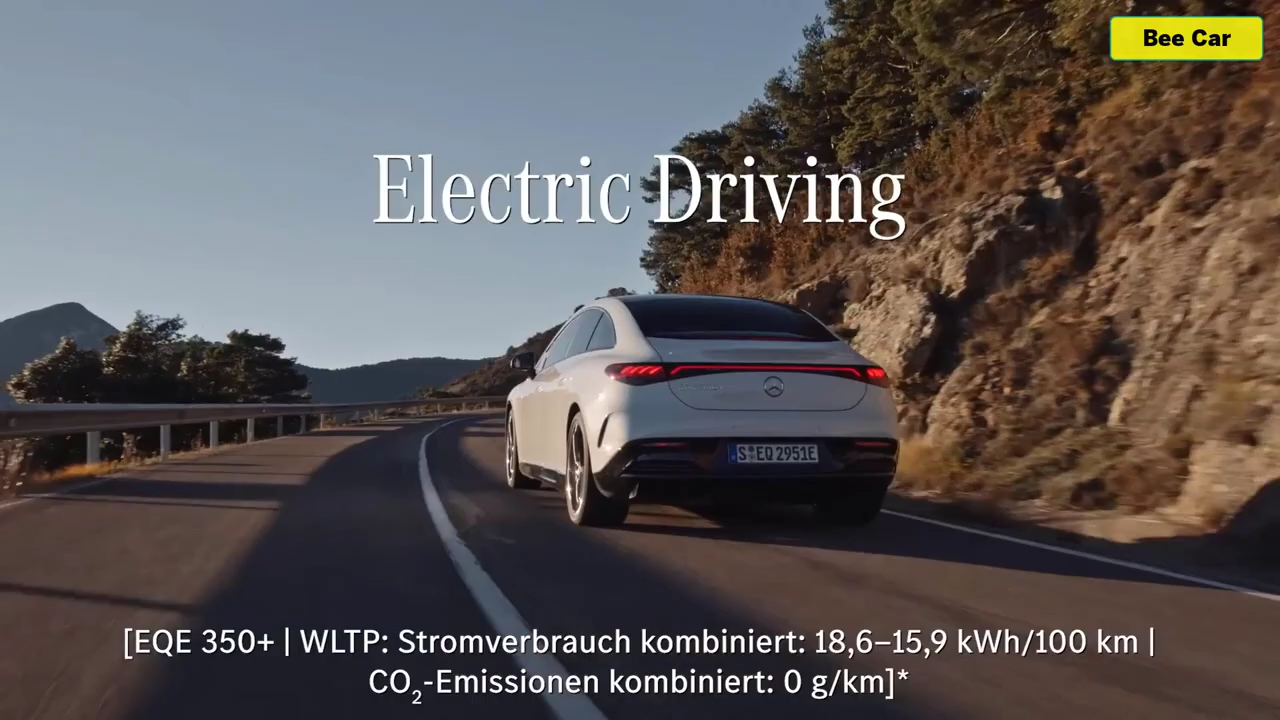 Bee Car
Electric Driving
S EQ 2951E
[EQE 350+ | WLTP: Stromverbrauch kombiniert: 18,6–15,9 kWh/100 km |
CO₂-Emissionen kombiniert: 0 g/km]*